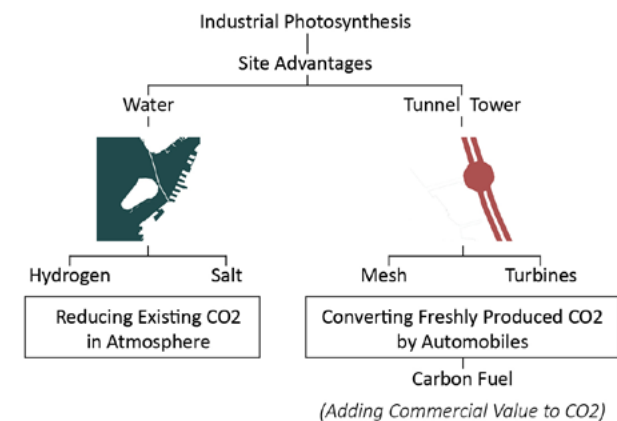 Industrial Photosynthesis
Site Advantages
Water
Tunnel Tower
Hydrogen
Salt
Mesh
Turbines
Reducing Existing CO2
in Atmosphere
Converting Freshly Produced CO2
by Automobiles
Carbon Fuel
(Adding Commercial Value to CO2)